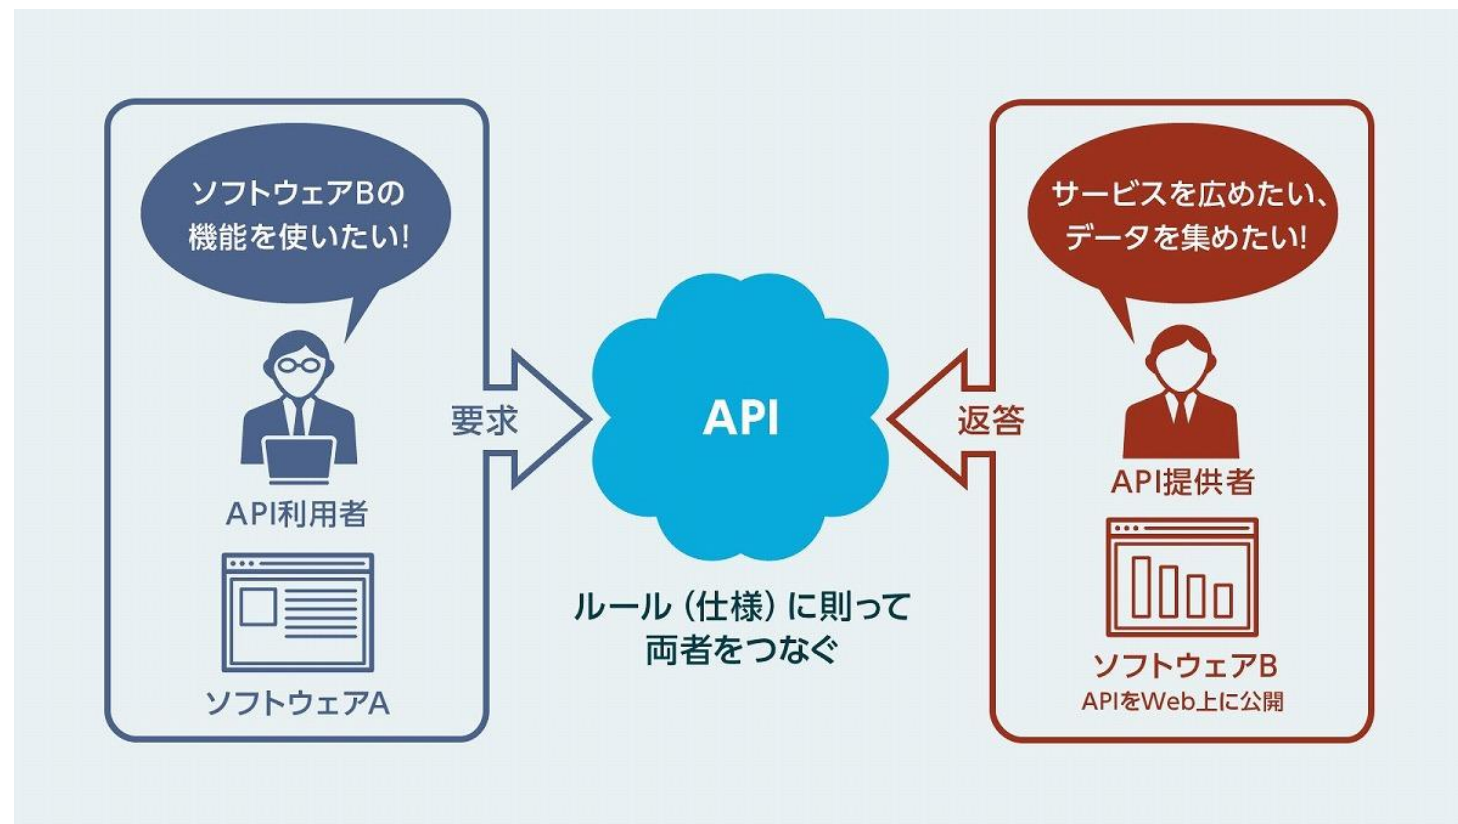 ソフトウェアBの
機能を使いたい!
API利用者
ソフトウェアA
要求
API
ルール（仕様）に則って
両者をつなぐ
返答
サービスを広めたい、
データを集めたい!
API提供者
ソフトウェアB
APIをWeb上に公開